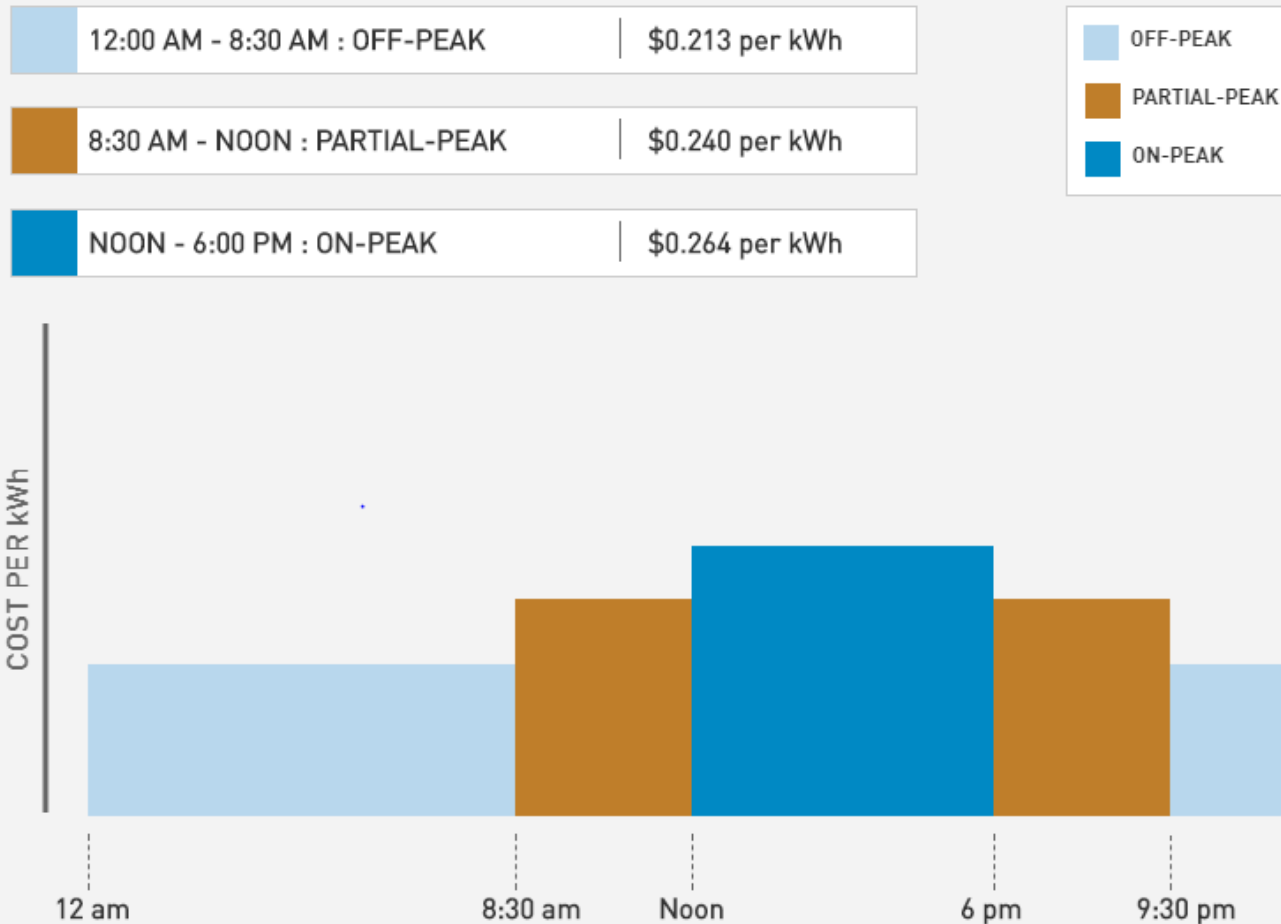 12:00 AM - 8:30 AM : OFF-PEAK | $0.213 per kWh
8:30 AM - NOON : PARTIAL-PEAK | $0.240 per kWh
NOON - 6:00 PM : ON-PEAK | $0.264 per kWh
OFF-PEAK
PARTIAL-PEAK
ON-PEAK
COST PER kWh
12 am
8:30 am
Noon
6 pm
9:30 pm